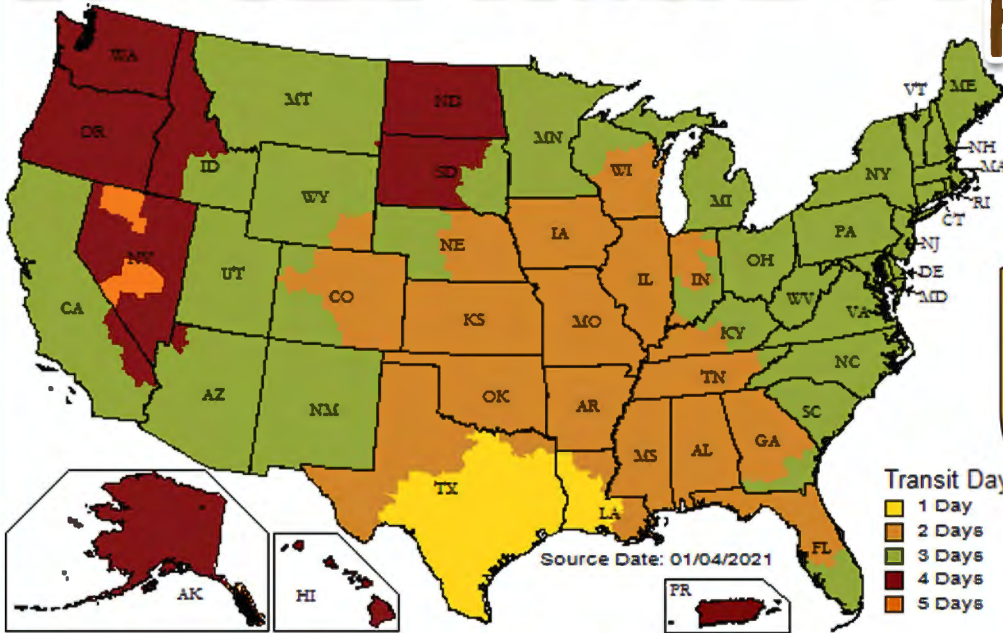 WA
MT
ND
MN
VT
ME
OR
ID
SD
WI
NH
MA
WY
MI
NY
RI
CT
NV
NE
IA
PA
NJ
UT
CO
IL
IN
OH
DE
CA
WV
MD
KS
MO
KY
VA
AZ
NM
OK
AR
TN
NC
SC
MS
AL
GA
TX
LA
FL
Transit Day
1 Day
2 Days
3 Days
4 Days
5 Days
Source Date: 01/04/2021
AK
HI
PR